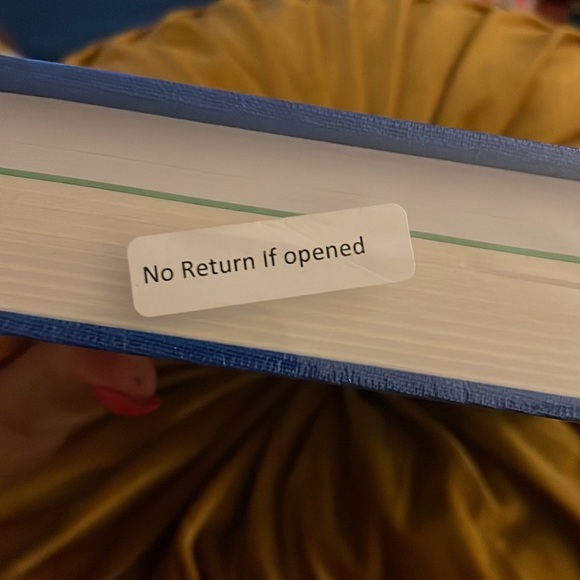 No Return If opened